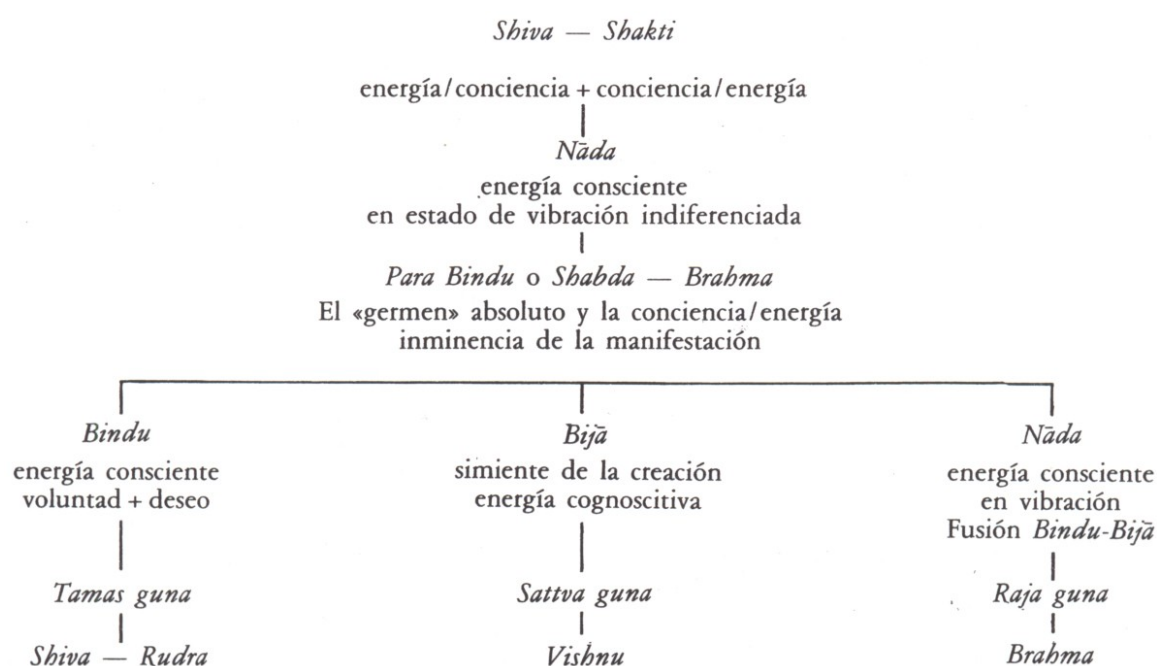 Shiva — Shakti
energía/conciencia + conciencia/energía
Nāda
energía consciente
en estado de vibración indiferenciada
Para Bindu o Shabda — Brahma
El «germen» absoluto y la conciencia/energía
inminencia de la manifestación
Bindu
energía consciente
voluntad + deseo
Tamas guna
Shiva — Rudra
Bijā
simiente de la creación
energía cognoscitiva
Sattva guna
Vishnu
Nāda
energía consciente
en vibración
Fusión Bindu-Bijā
Raja guna
Brahma